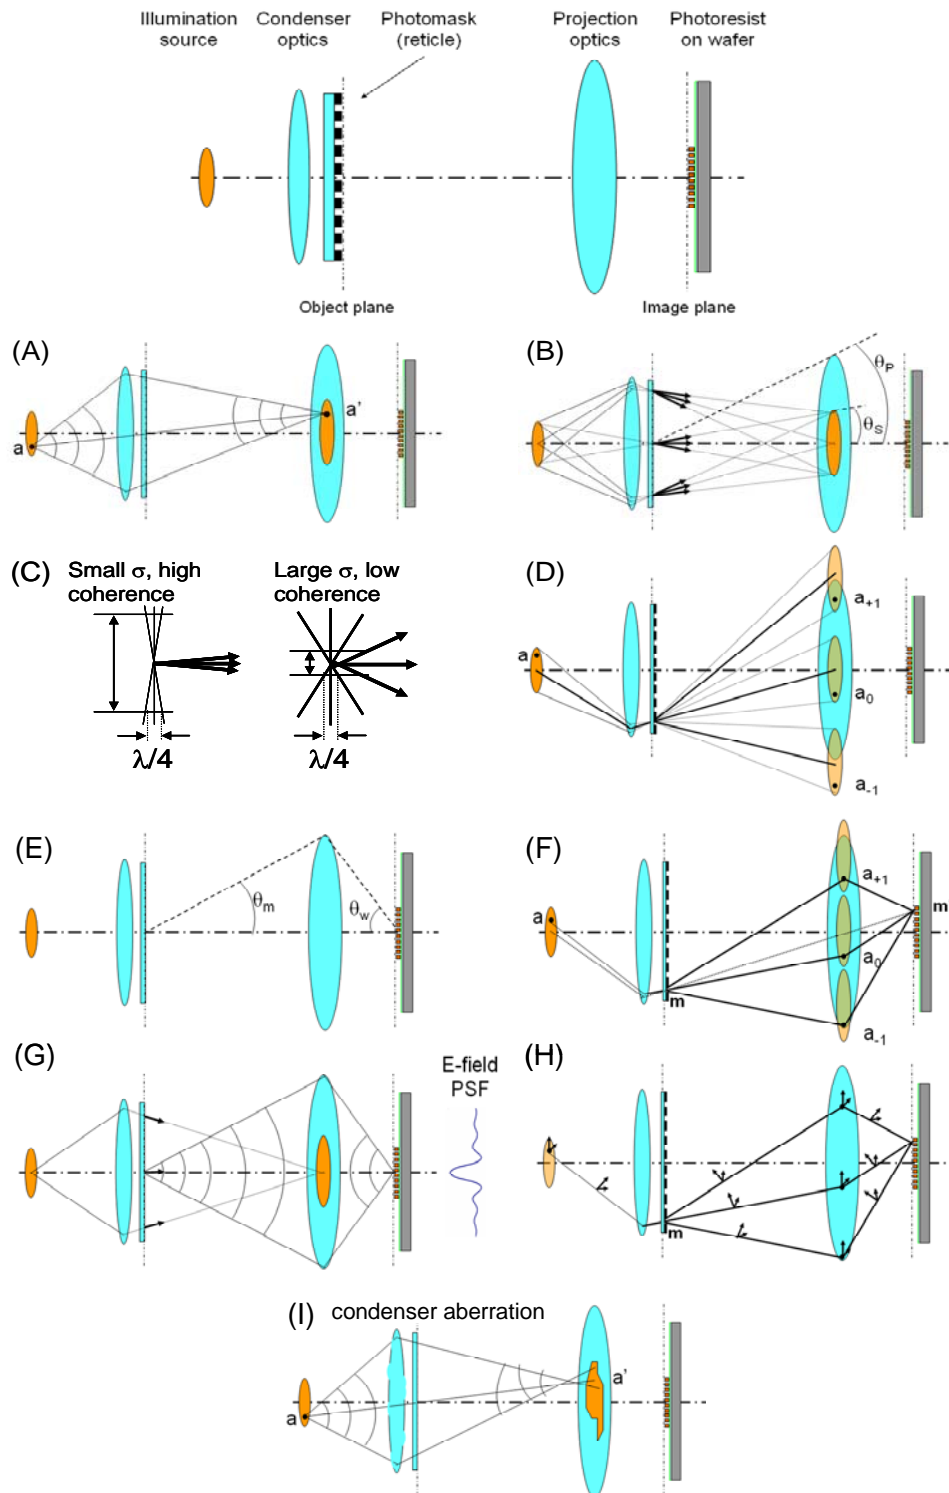 Illumination source
Condenser optics
Photomask (reticle)
Projection optics
Photoresist on wafer
Object plane
Image plane
(A)
a
a'
(B)
θP
θS
(C)
Small σ, high coherence
λ/4
Large σ, low coherence
λ/4
(D)
a
a+1
a0
a-1
(E)
θm
θw
(F)
a
m
a+1
a0
a-1
m
(G)
E-field PSF
(H)
m
(I) condenser aberration
a
a'